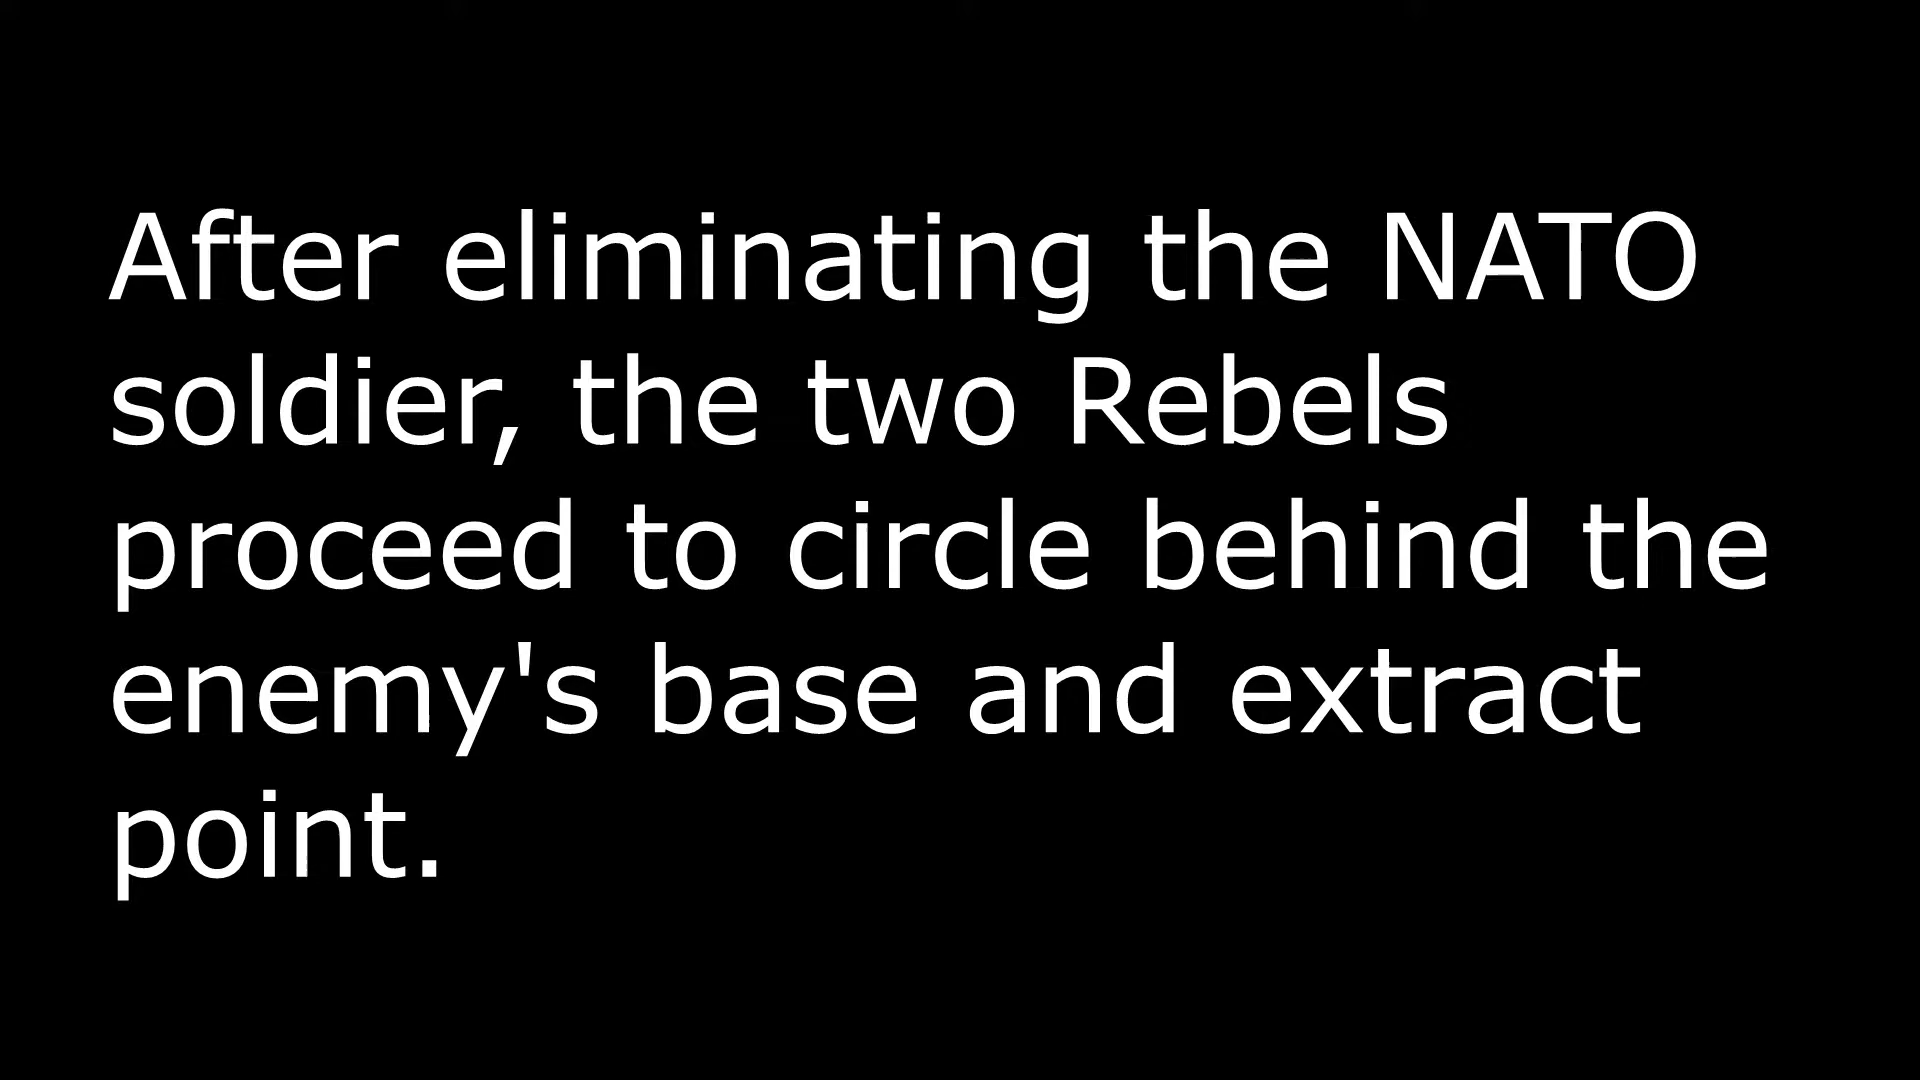 After eliminating the NATO
soldier, the two Rebels
proceed to circle behind the
enemy's base and extract
point.